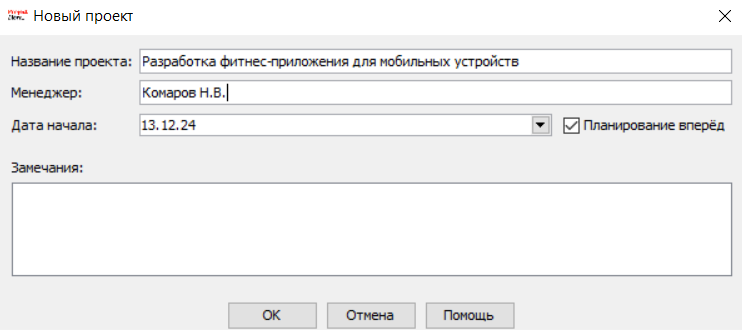 Новый проект
Название проекта: Разработка фитнес-приложения для мобильных устройств
Менеджер: Комаров Н.В.
Дата начала: 13.12.24 Планирование вперёд
Замечания:
ОК Отмена Помощь